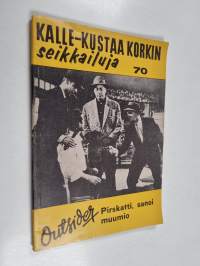 KALLE-KUSTAA KORKIN
seikkailuja
70
Outsider
Pirskatti, sanoi
muumio